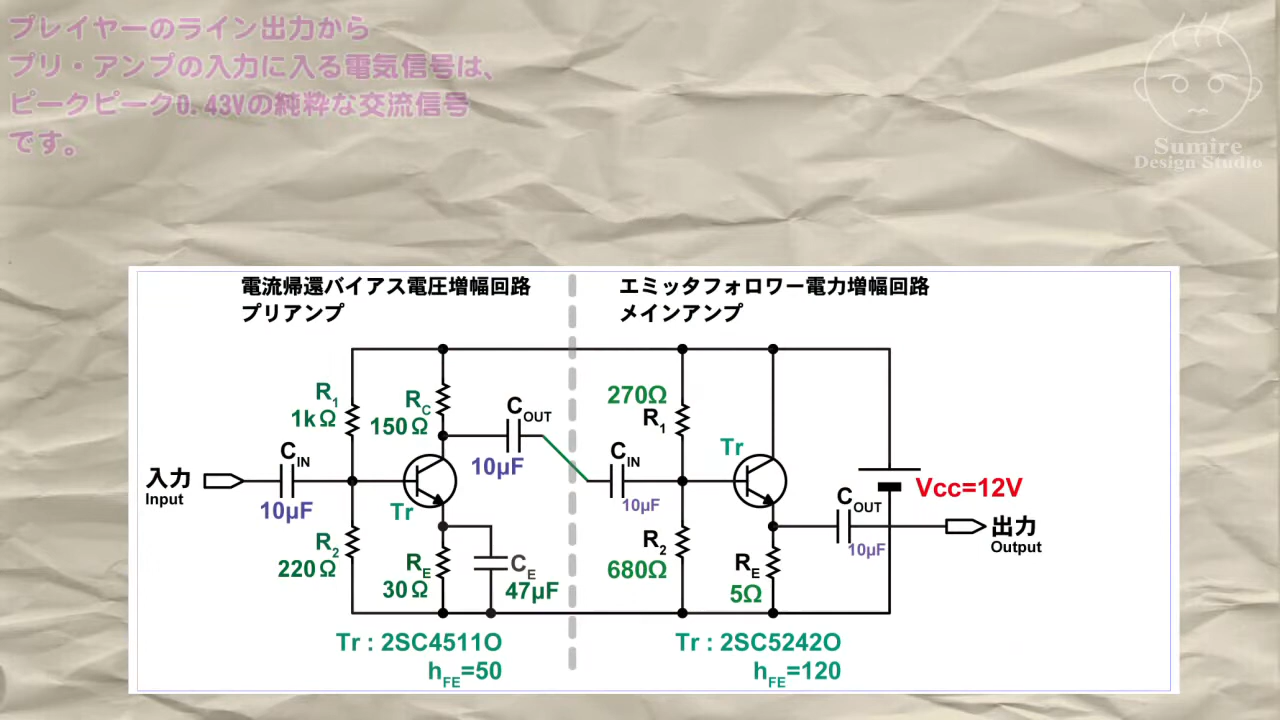 プレイヤーのライン出力から
プリ・アンプの入力に入る電気信号は、
ピークピーク0.43Vの純粋な交流信号
です。
Sumire
Design Studio
電流帰還バイアス電圧増幅回路
プリアンプ
エミッタフォロワー電力増幅回路
メインアンプ
R1
1kΩ
RC
150Ω
COUT
10μF
270Ω
R1
CIN
10μF
入力
Input
CIN
10μF
Tr
Tr
Vcc=12V
COUT
10μF
出力
Output
R2
220Ω
RE
30Ω
CE
47μF
R2
680Ω
RE
5Ω
Tr : 2SC4511O
hFE=50
Tr : 2SC5242O
hFE=120